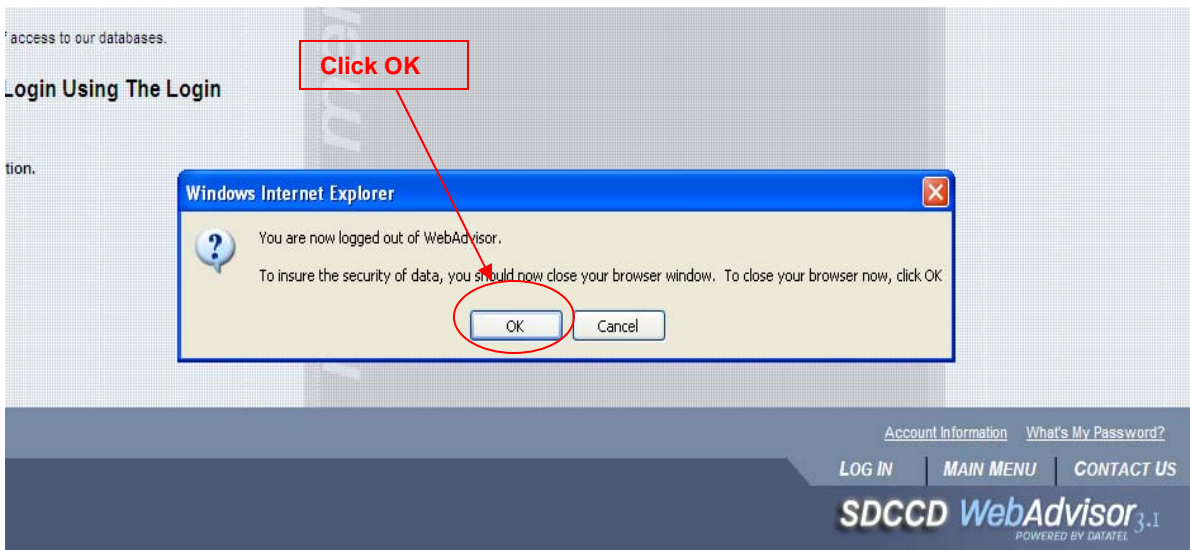 access to our databases.
Click OK
Login Using The Login
tion.
Windows Internet Explorer
You are now logged out of WebAdvisor.
To insure the security of data, you should now close your browser window. To close your browser now, click OK
OK Cancel
Account Information What's My Password?
LOG IN MAIN MENU CONTACT US
SDCCD WebAdvisor 3.1
POWERED BY DATATEL